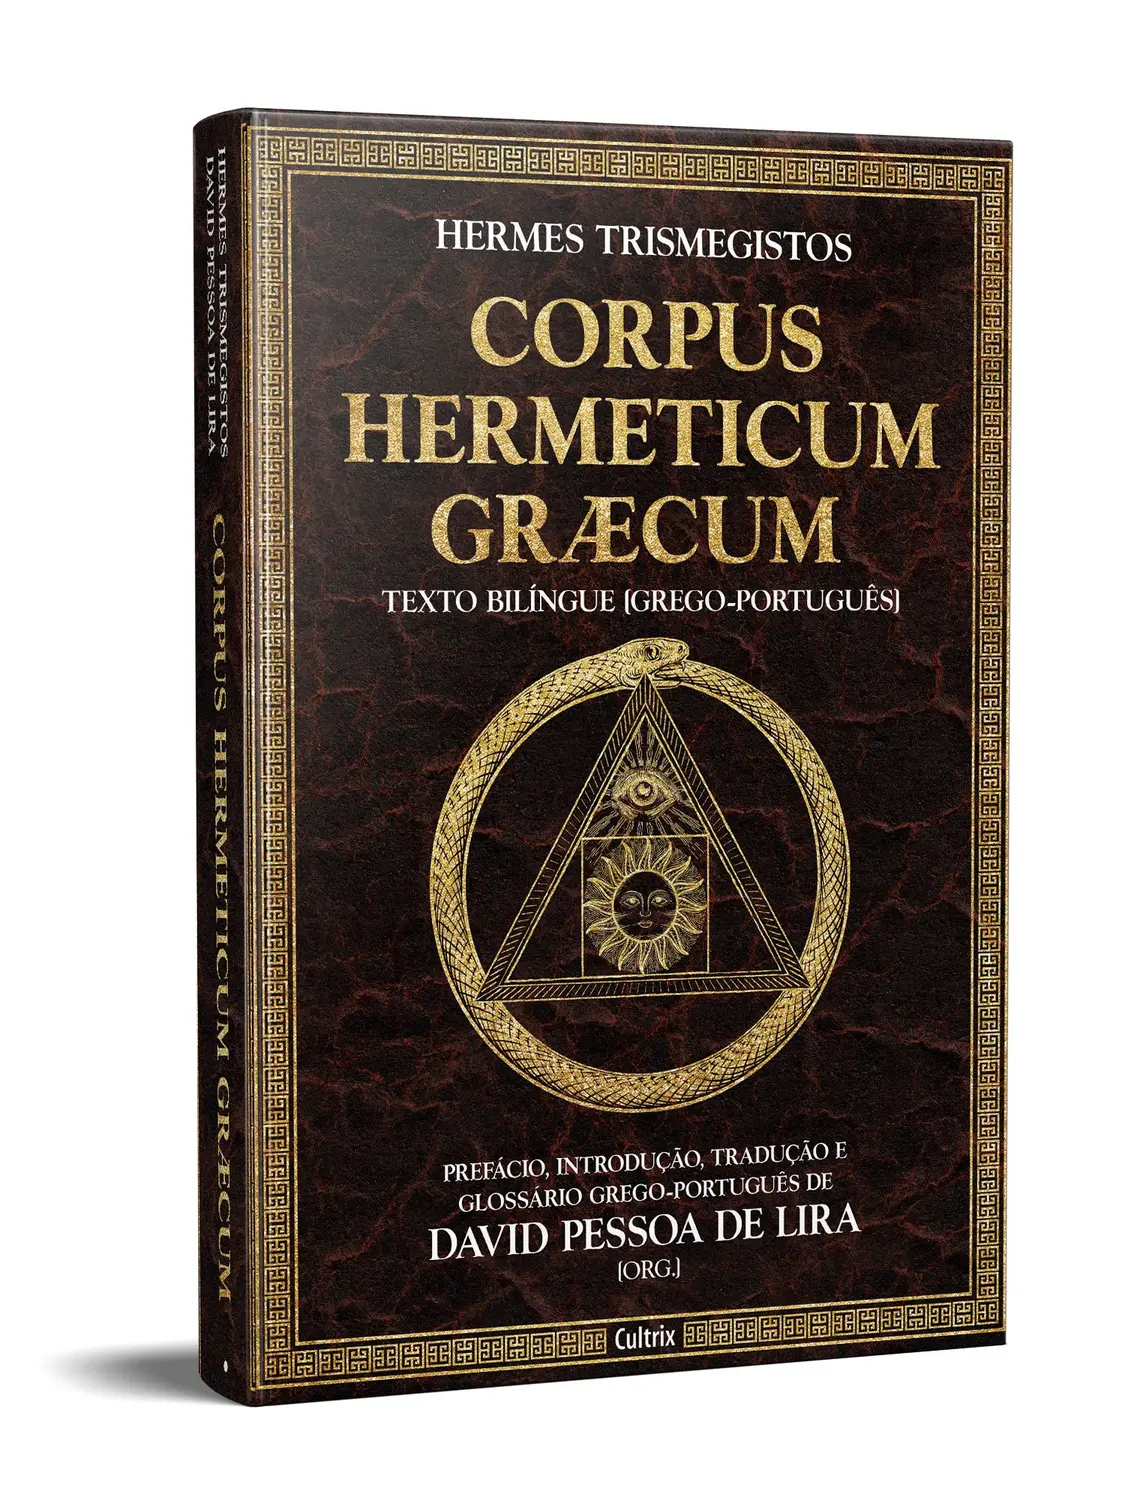 HERMES TRISMEGISTOS
DAVID PESSOA DE LIRA
CORPUS HERMETICUM GRÆCUM
HERMES TRISMEGISTOS
CORPUS
HERMETICUM
GRÆCUM
TEXTO BILÍNGUE (GREGO-PORTUGUÊS)
PREFÁCIO, INTRODUÇÃO, TRADUÇÃO E
GLOSSÁRIO GREGO-PORTUGUÊS DE
DAVID PESSOA DE LIRA
(ORG.)
Cultrix